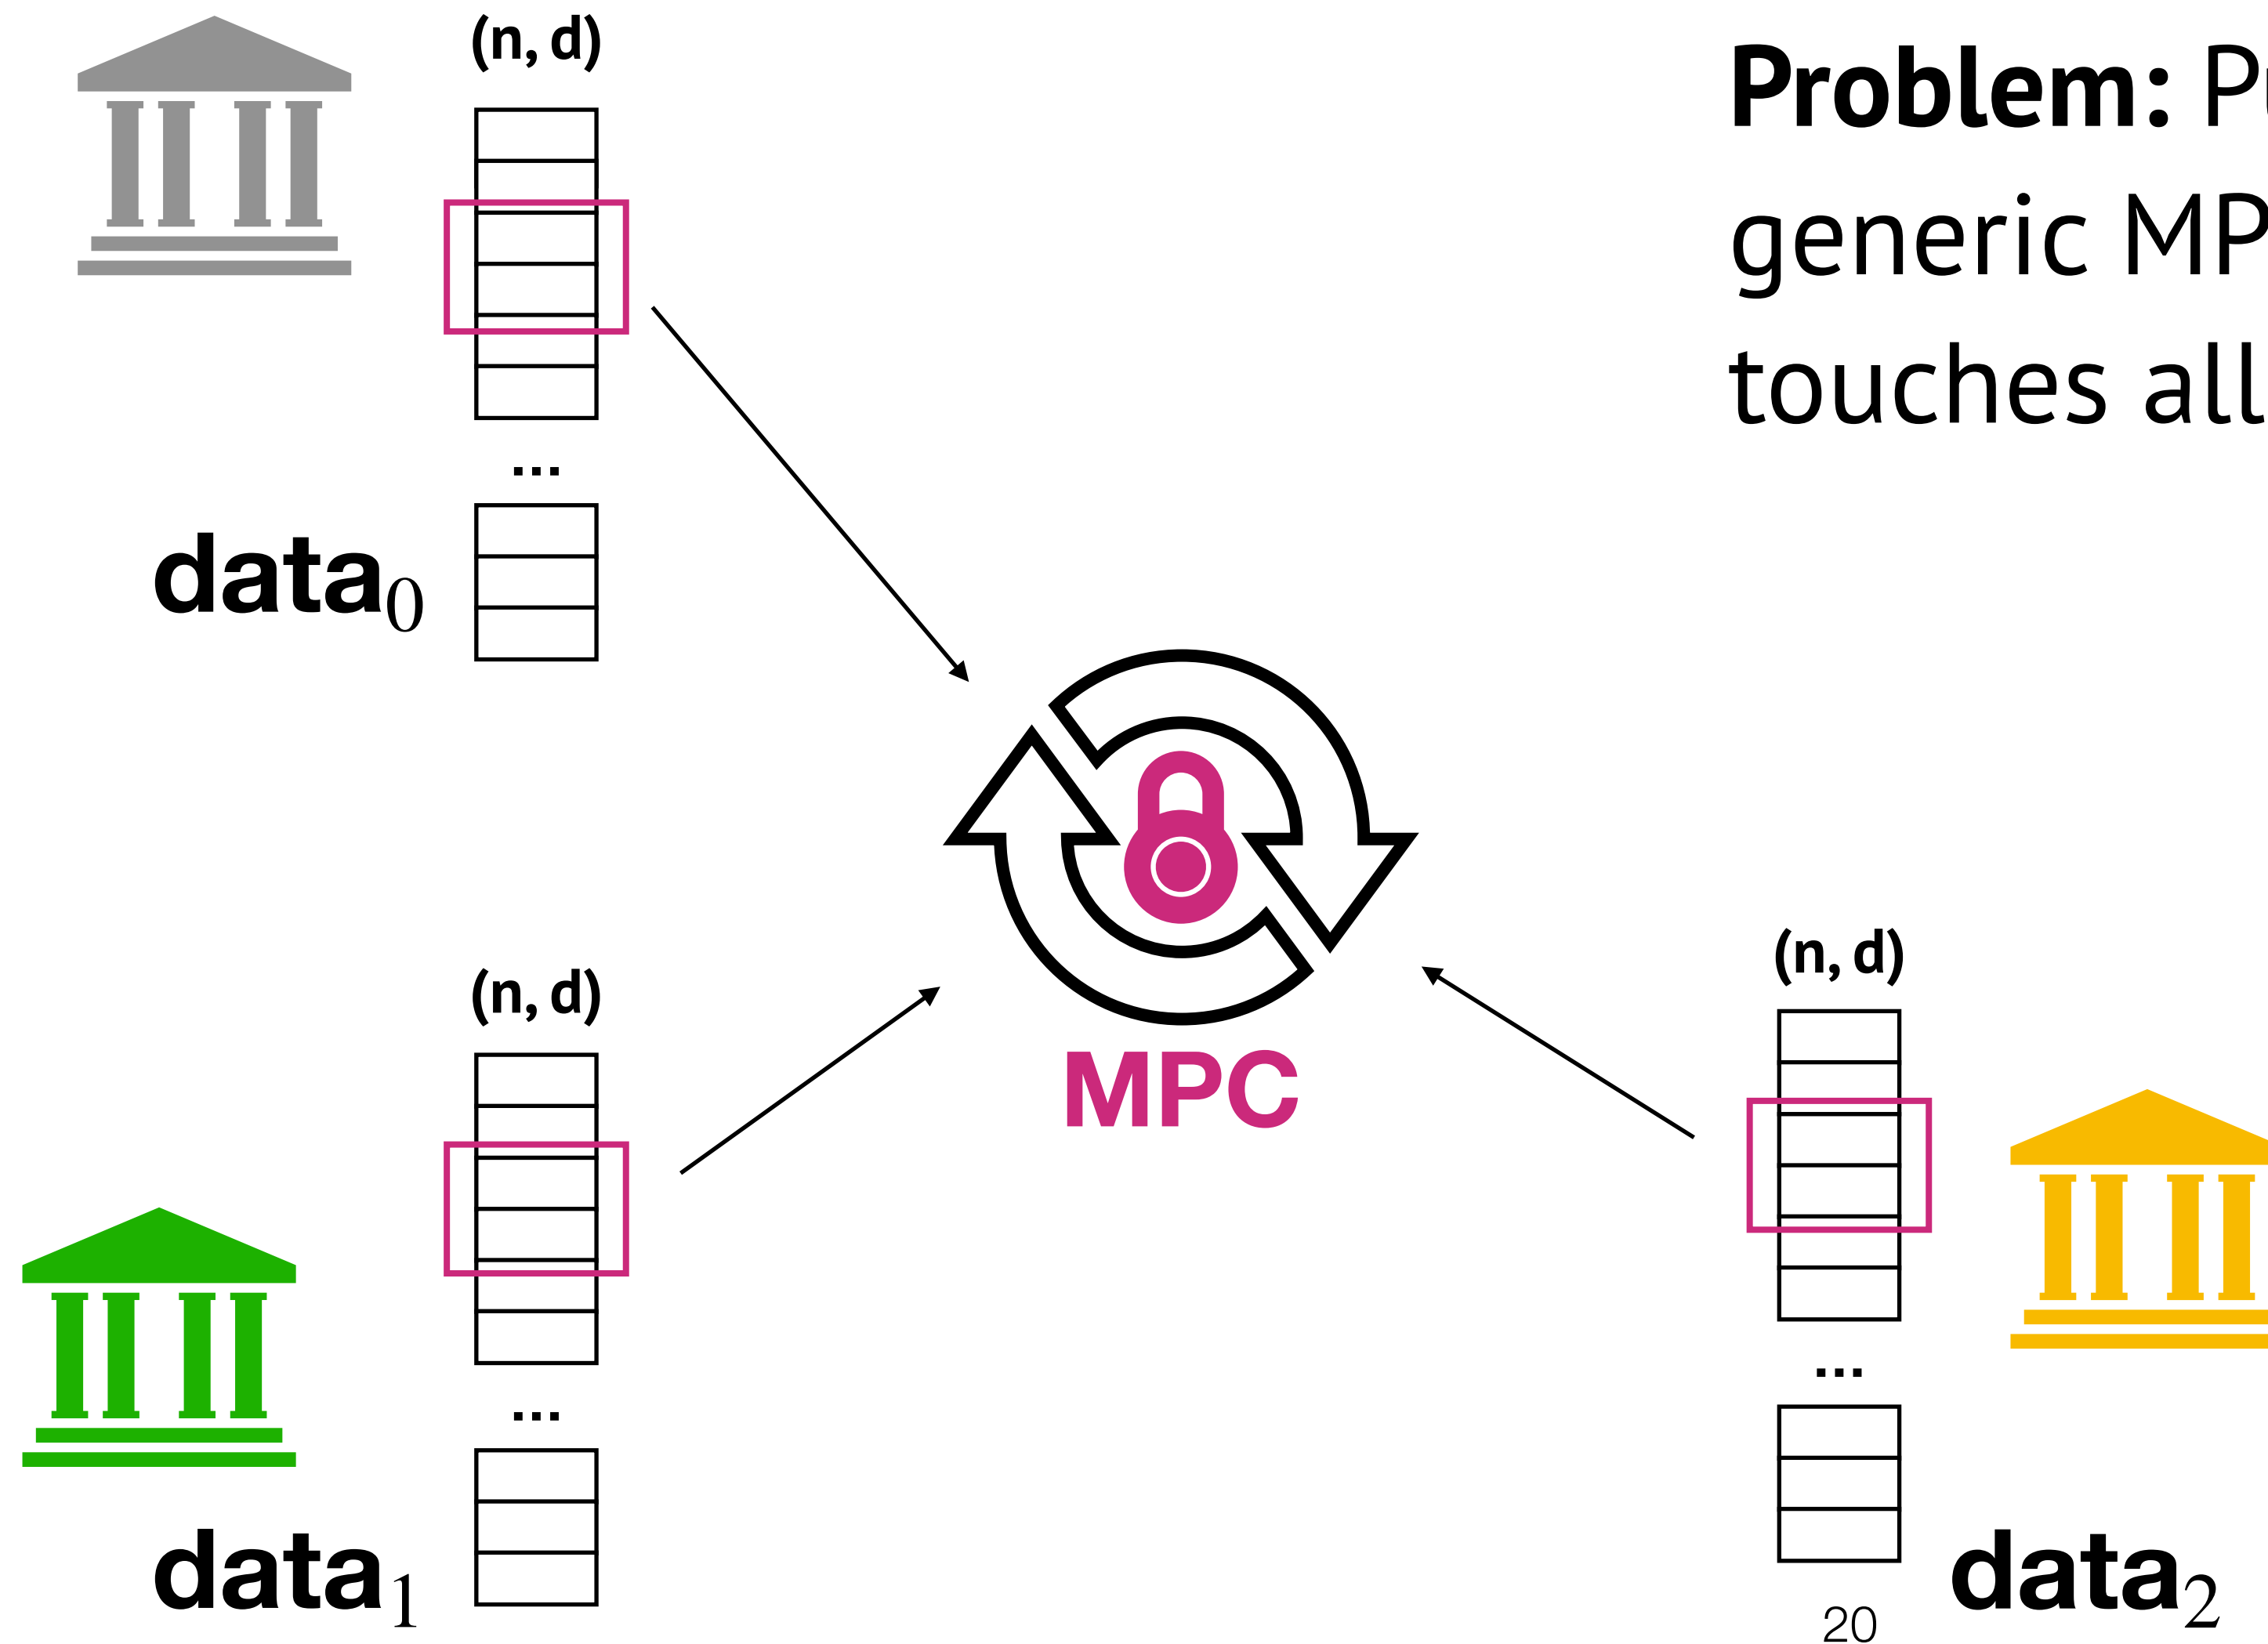 (n, d)
Problem:
generic
touches all
...
data0
(n, d)
(n, d)
MPC
...
...
data1
data2
20